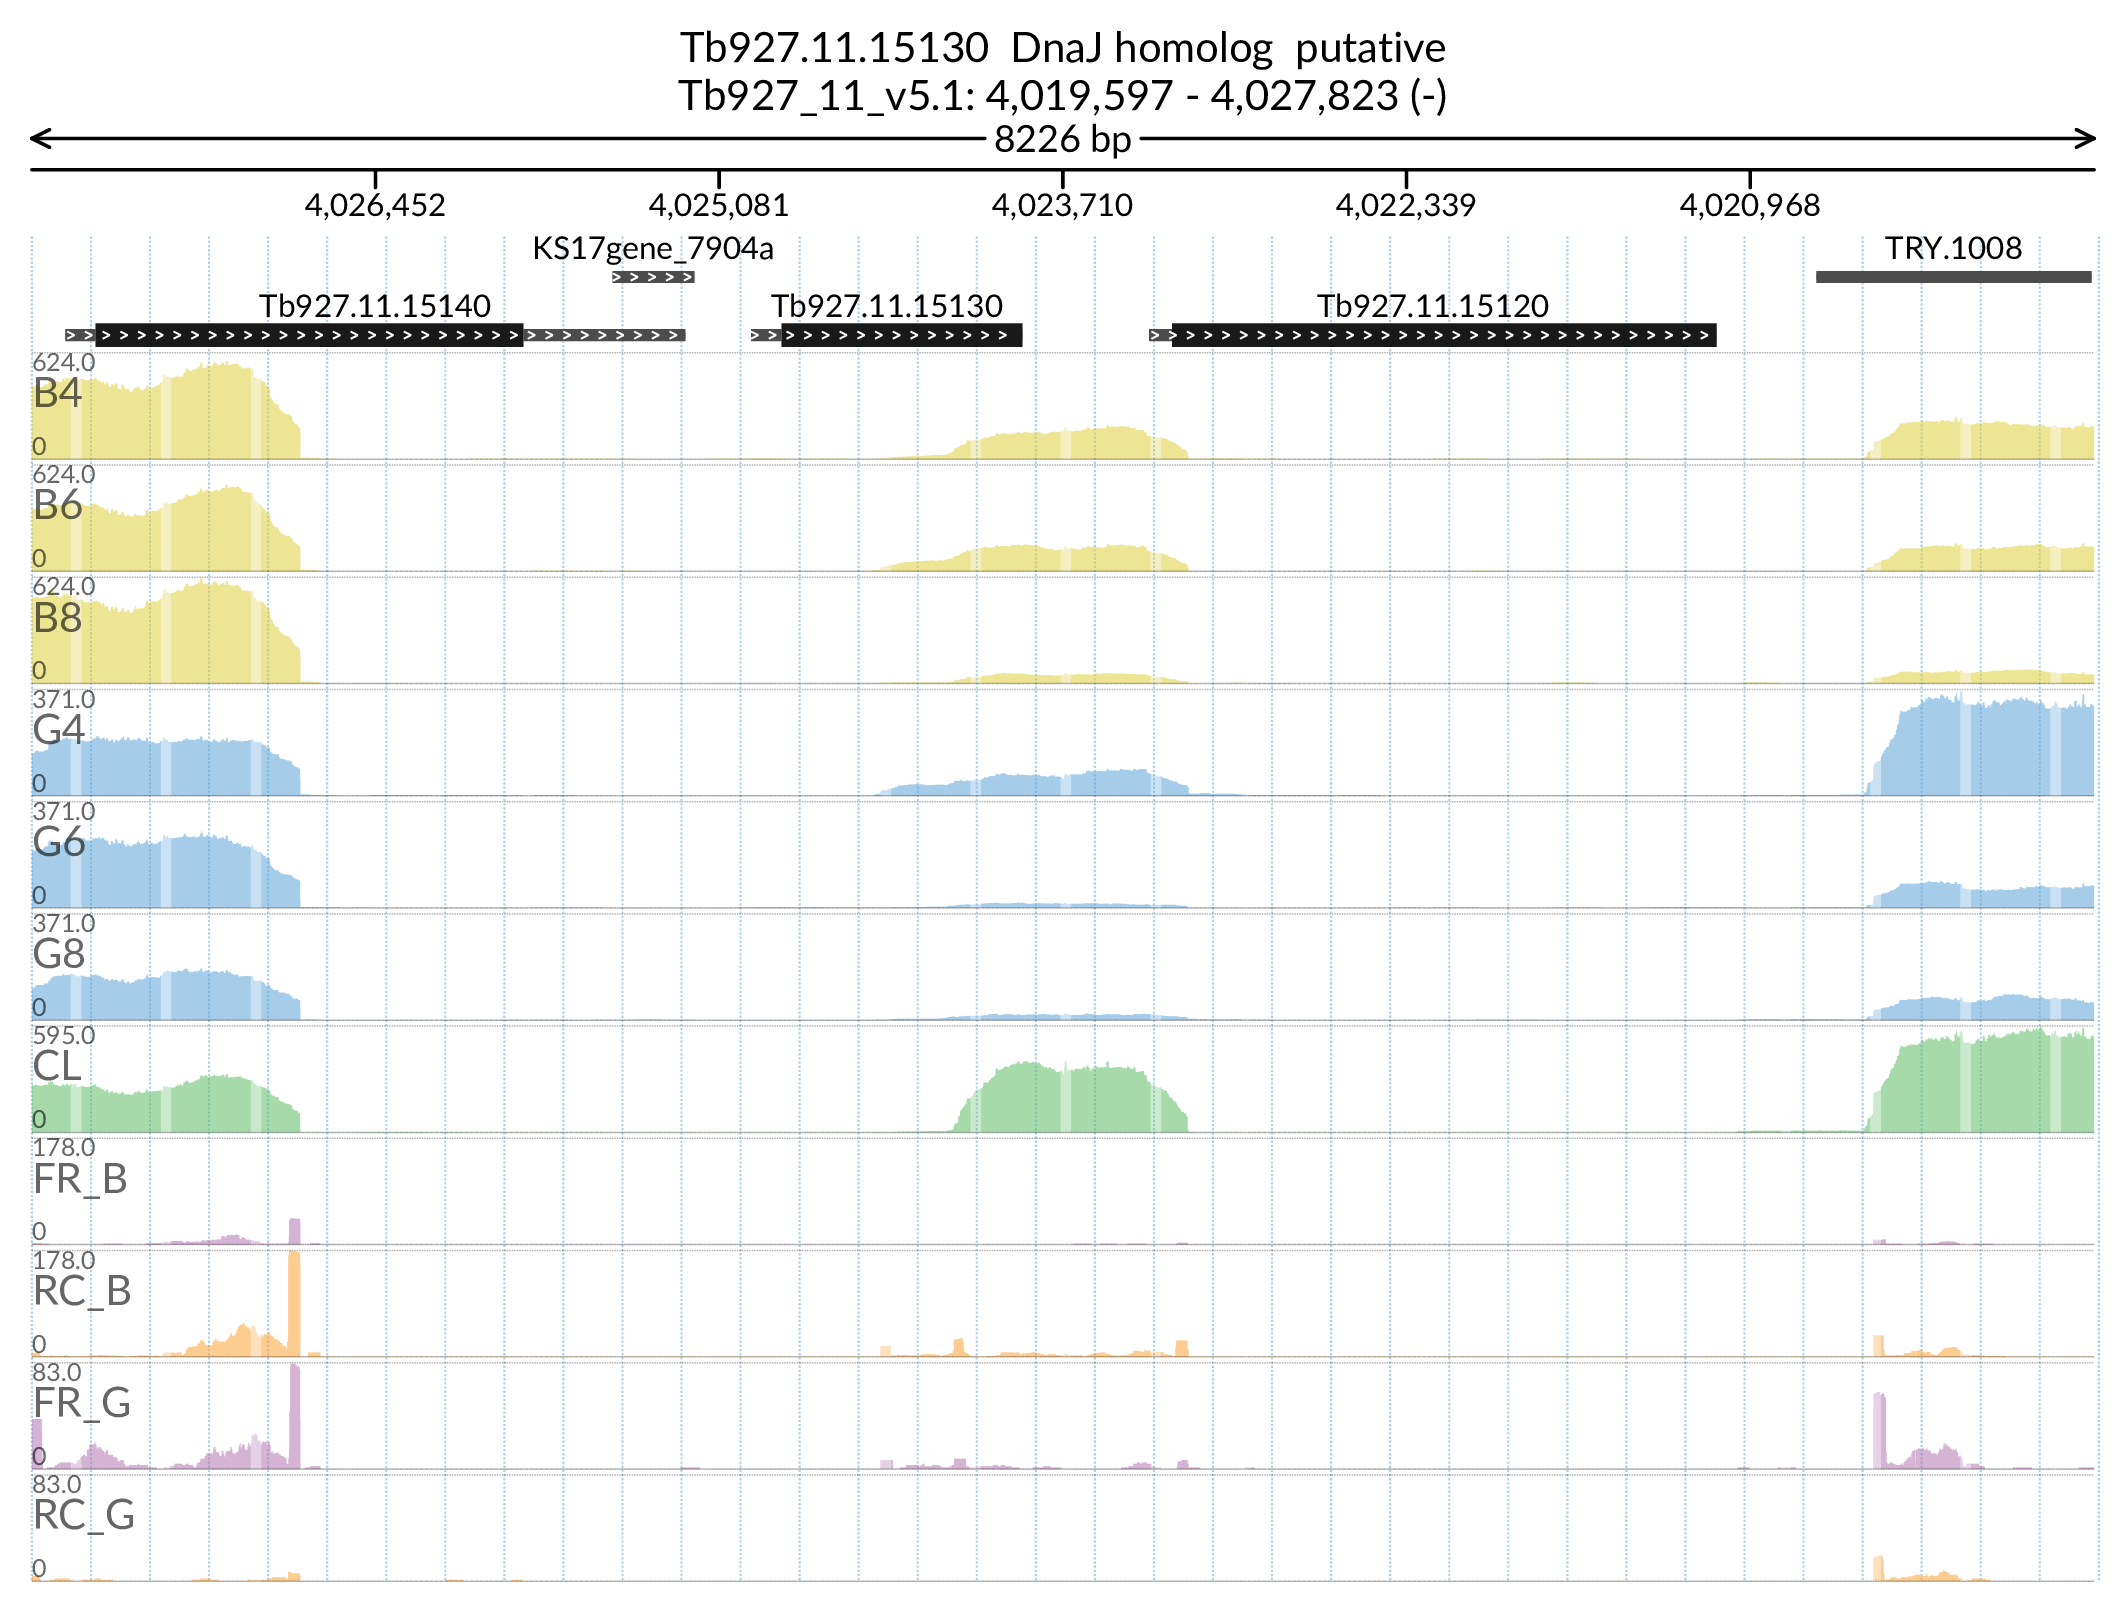 Tb927.11.15130  DnaJ homolog  putative
Tb927_11_v5.1: 4,019,597 - 4,027,823 (-)
8226 bp
4,026,452 4,025,081 4,023,710 4,022,339 4,020,968
KS17gene_7904a TRY.1008
Tb927.11.15140 Tb927.11.15130 Tb927.11.15120
624.0
B4
0
624.0
B6
0
624.0
B8
0
371.0
G4
0
371.0
G6
0
371.0
G8
0
595.0
CL
0
178.0
FR_B
0
178.0
RC_B
0
83.0
FR_G
0
83.0
RC_G
0